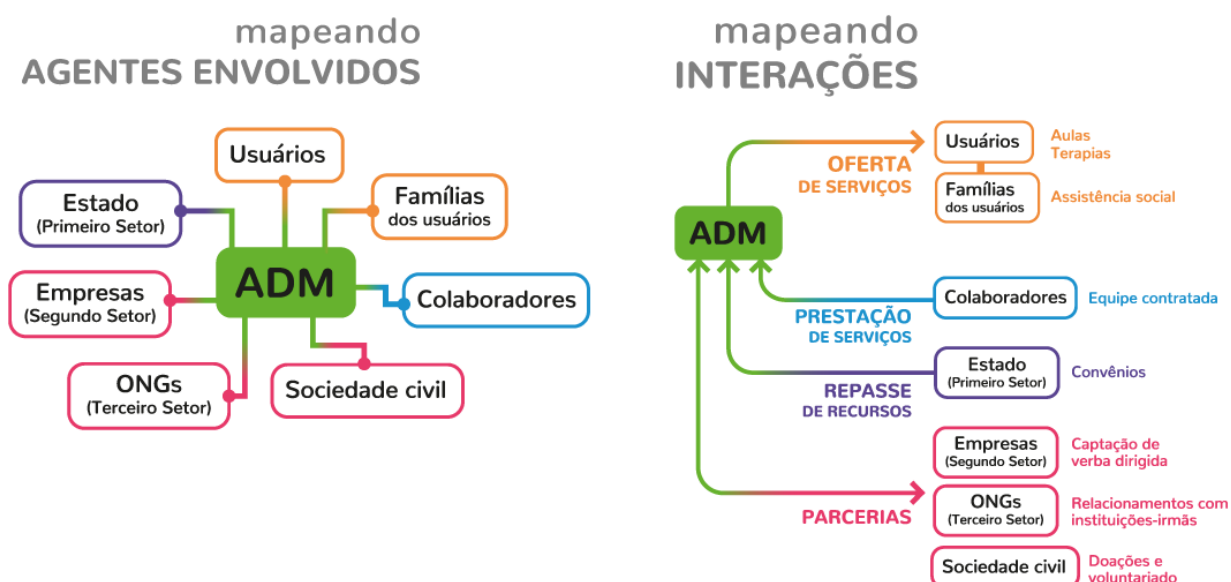 mapeando
AGENTES ENVOLVIDOS
Usuários
Estado
(Primeiro Setor)
Famílias
dos usuários
ADM
Empresas
(Segundo Setor)
Colaboradores
ONGs
(Terceiro Setor)
Sociedade civil
mapeando
INTERAÇÕES
ADM
OFERTA
DE SERVIÇOS
Usuários
Aulas
Terapias
Famílias
dos usuários
Assistência social
PRESTAÇÃO
DE SERVIÇOS
Colaboradores
Equipe contratada
REPASSE
DE RECURSOS
Estado
(Primeiro Setor)
Convênios
PARCERIAS
Empresas
(Segundo Setor)
Captação de
verba dirigida
ONGs
(Terceiro Setor)
Relacionamentos com
instituições-irmãs
Sociedade civil
Doações e
voluntariado